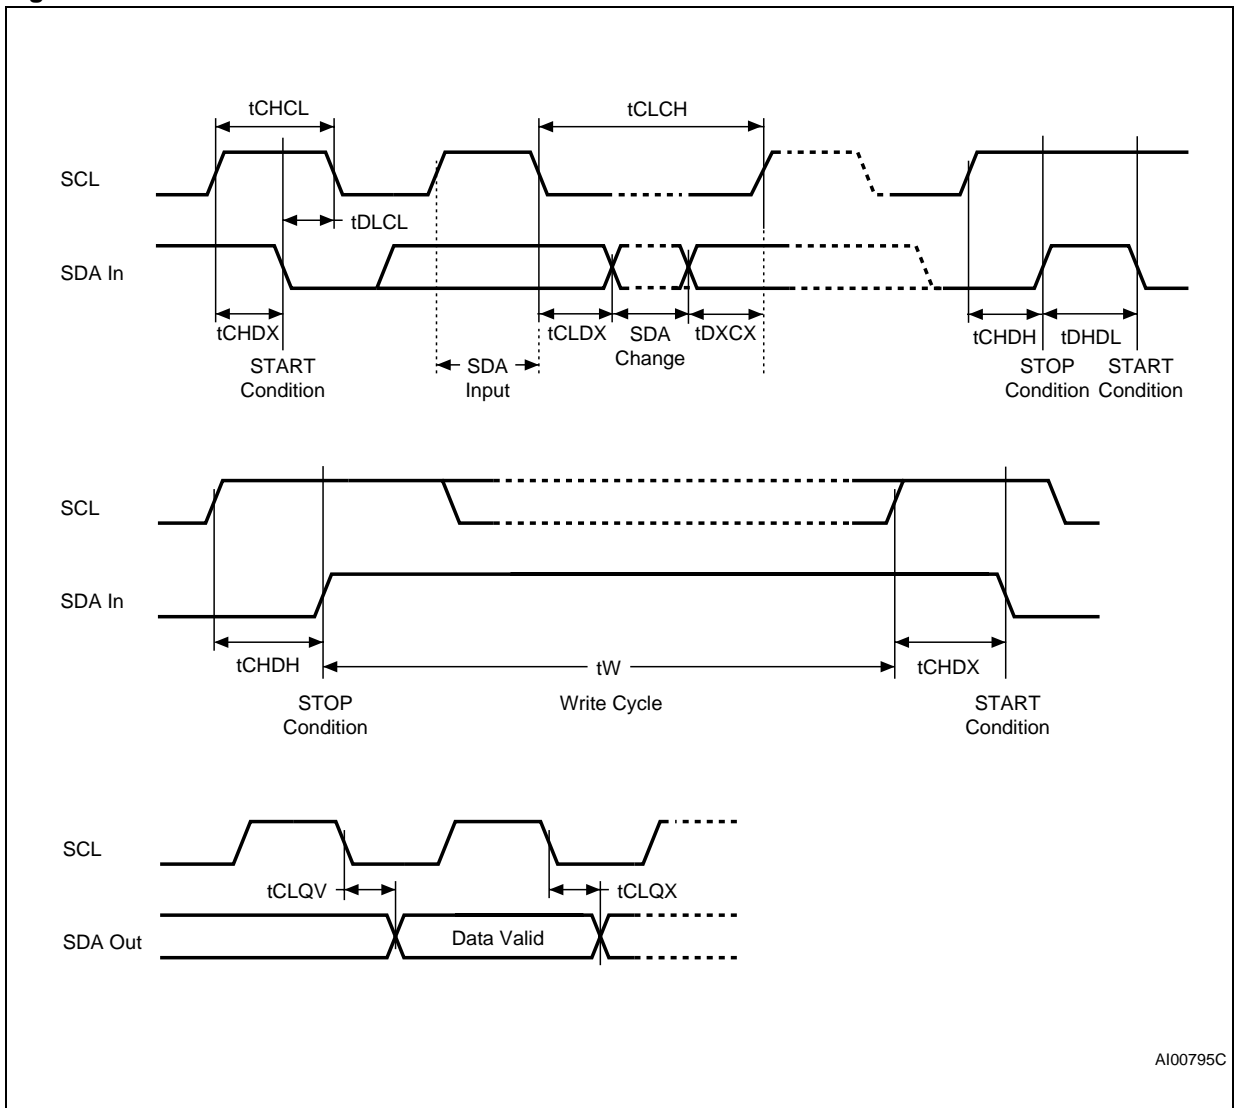 tCHCL
tCLCH
SCL
tDLCL
SDA In
tCHDX
tCLDX
SDA
Change
tDXCX
tCHDH
tDHDL
START
Condition
SDA
Input
STOP
Condition
START
Condition
SCL
SDA In
tCHDH
tW
tCHDX
STOP
Condition
Write Cycle
START
Condition
SCL
tCLQV
tCLQX
SDA Out
Data Valid
AI00795C